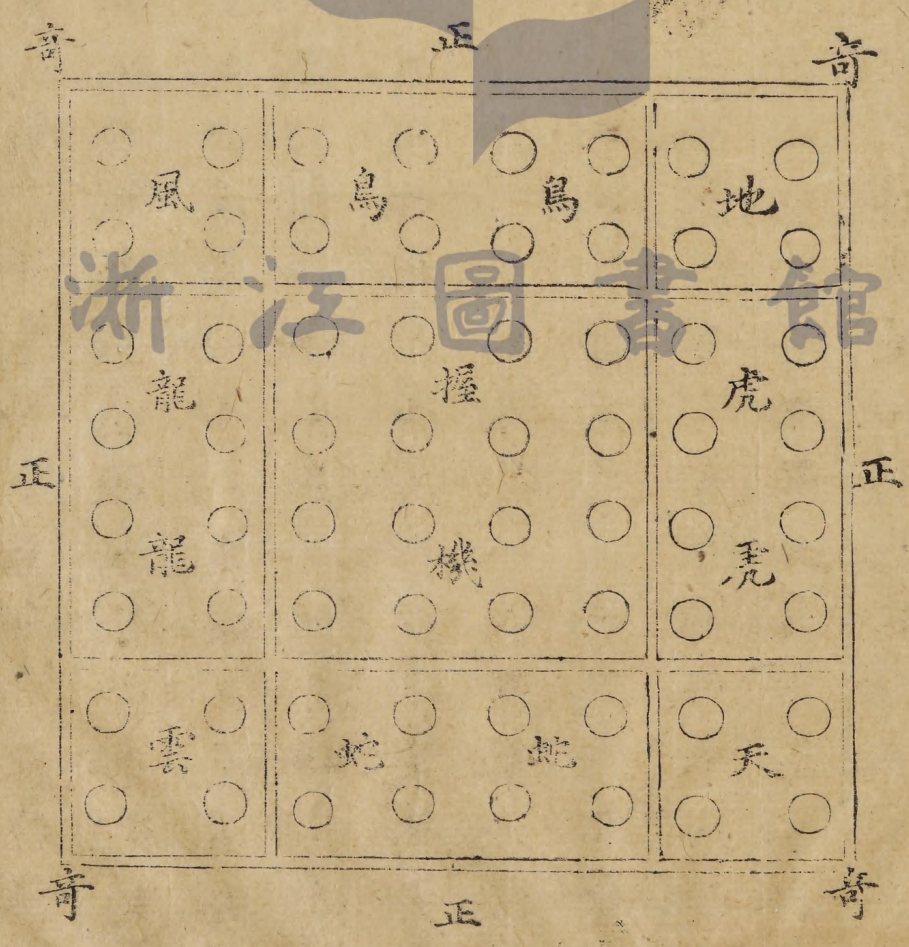 奇 正 奇
風 鳥 鳥 地
浙江圖書館
龍 握 虎
正 正
龍 機 虎
雲 蛇 蛇 天
奇 正 奇